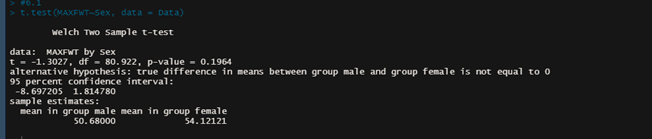 > #6.1
> t.test(MAXFWT~Sex, data = Data)
Welch Two Sample t-test
data:  MAXFWT by Sex
t = -1.3027, df = 80.922, p-value = 0.1964
alternative hypothesis: true difference in means between group male and group female is not equal to 0
95 percent confidence interval:
-8.697205  1.814780
sample estimates:
mean in group male mean in group female
50.68000             54.12121